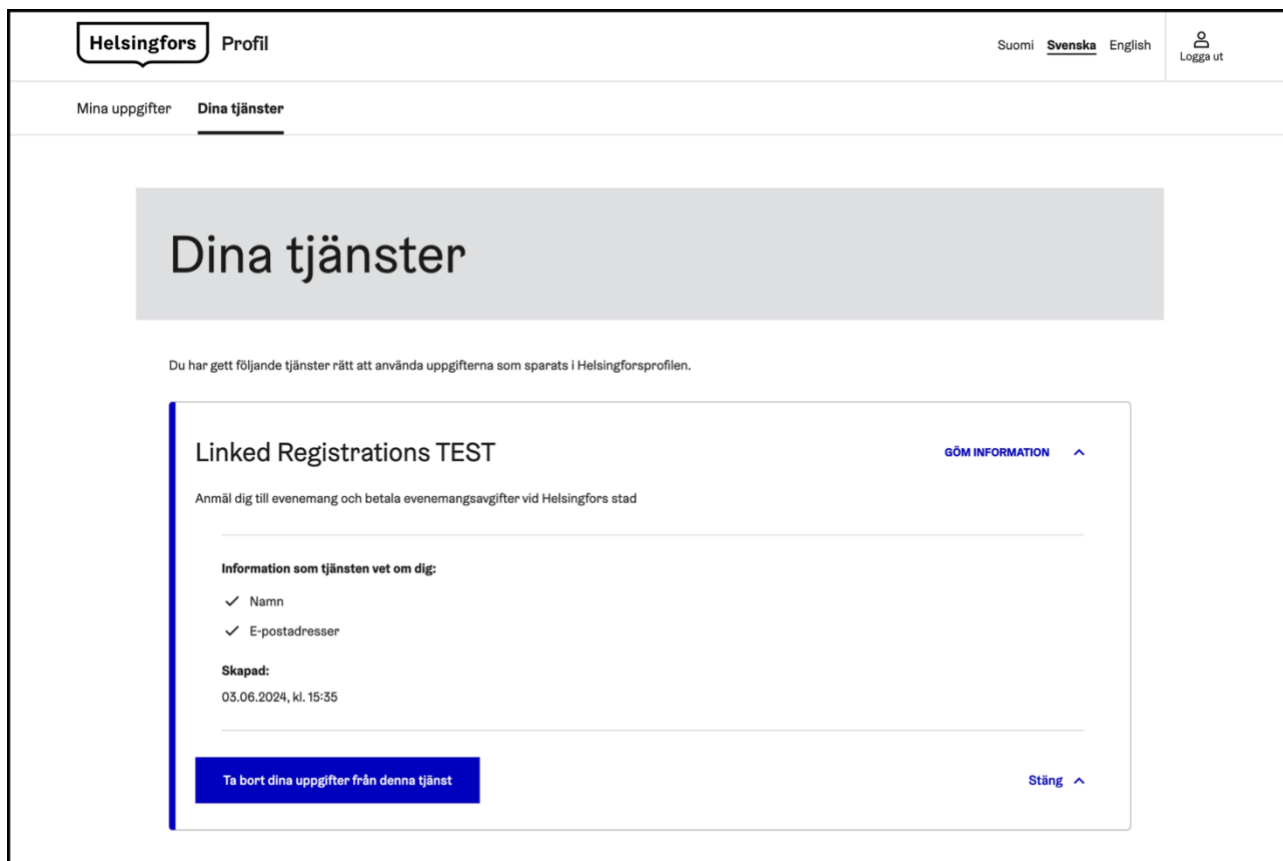 Helsingfors Profil
Suomi Svenska English
Logga ut
Mina uppgifter Dina tjänster
Dina tjänster
Du har gett följande tjänster rätt att använda uppgifterna som sparats i Helsingforsprofilen.
Linked Registrations TEST
GÖM INFORMATION
Anmäl dig till evenemang och betala evenemangsavgifter vid Helsingfors stad
Information som tjänsten vet om dig:
Namn
E-postadresser
Skapad:
03.06.2024, kl. 15:35
Ta bort dina uppgifter från denna tjänst
Stäng